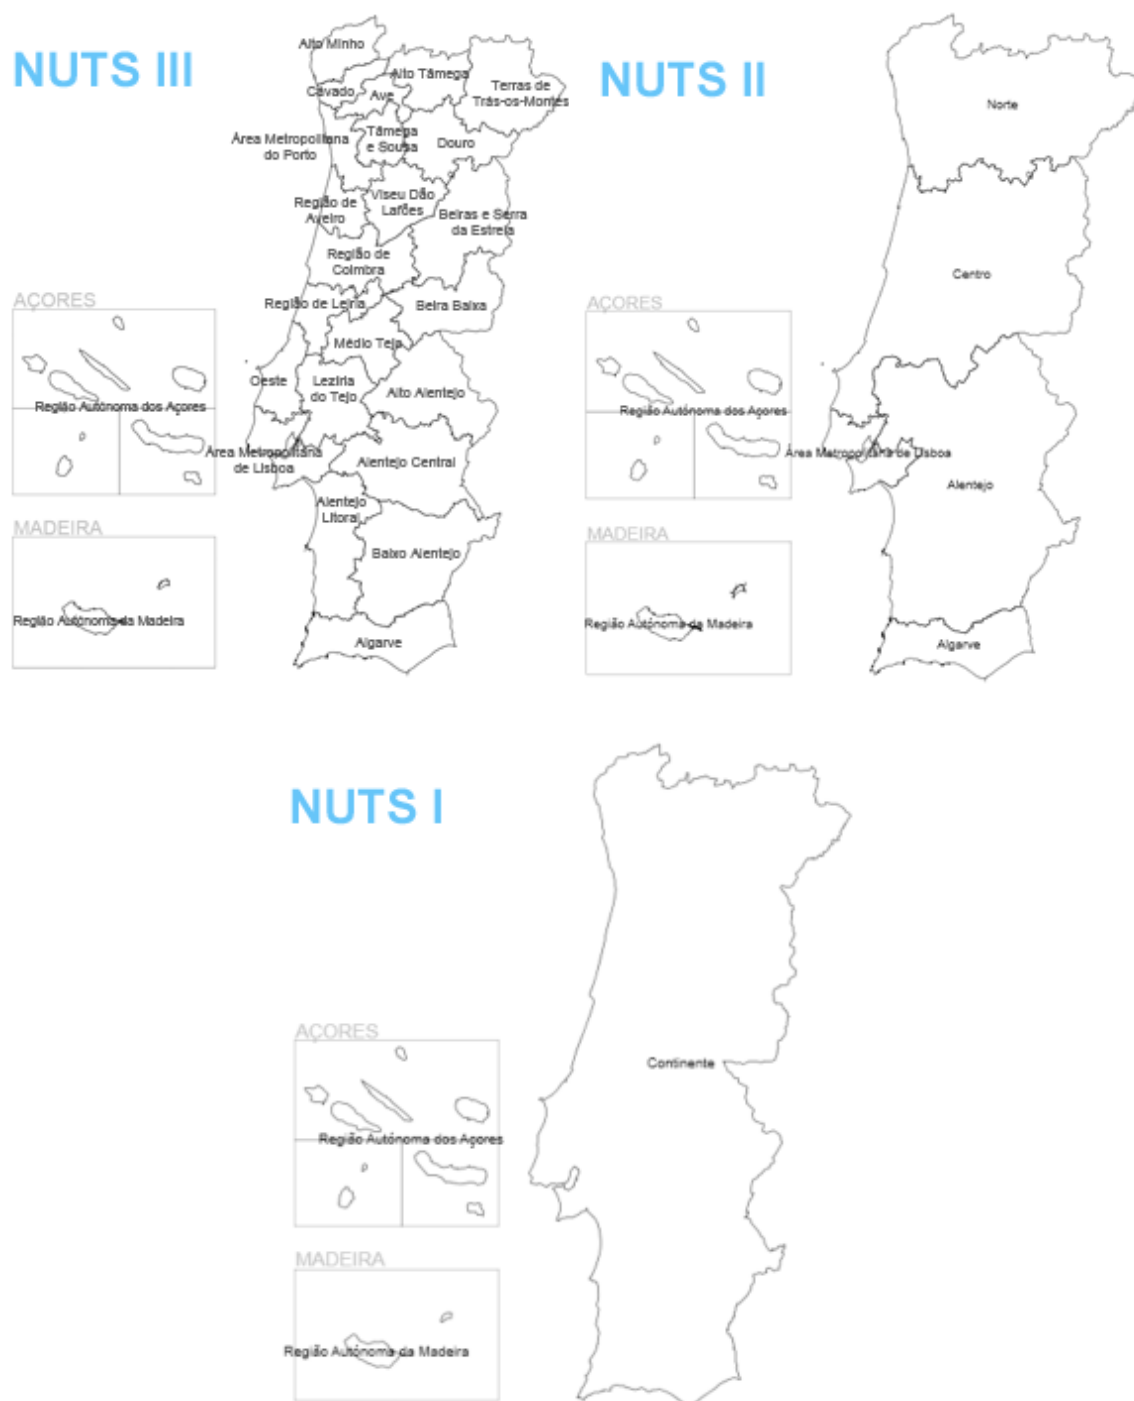 NUTS III
Alto Minho
Alto Tâmega
Terras de
Trás-os-Montes
Cávado
Ave
Área Metropolitana
do Porto
Tâmega
e Sousa
Douro
Região de
Aveiro
Viseu Dão
Lafões
Beiras e Serra
da Estrela
Região de
Coimbra
Região de Leiria
Beira Baixa
Médio Tejo
Oeste
Lezíria
do Tejo
Alto Alentejo
Área Metropolitana
de Lisboa
Alentejo Central
Alentejo
Litoral
Baixo Alentejo
Algarve
AÇORES
Região Autónoma dos Açores
MADEIRA
Região Autónoma da Madeira
NUTS II
Norte
Centro
Área Metropolitana de Lisboa
Alentejo
Algarve
AÇORES
Região Autónoma dos Açores
MADEIRA
Região Autónoma da Madeira
NUTS I
Continente
AÇORES
Região Autónoma dos Açores
MADEIRA
Região Autónoma da Madeira